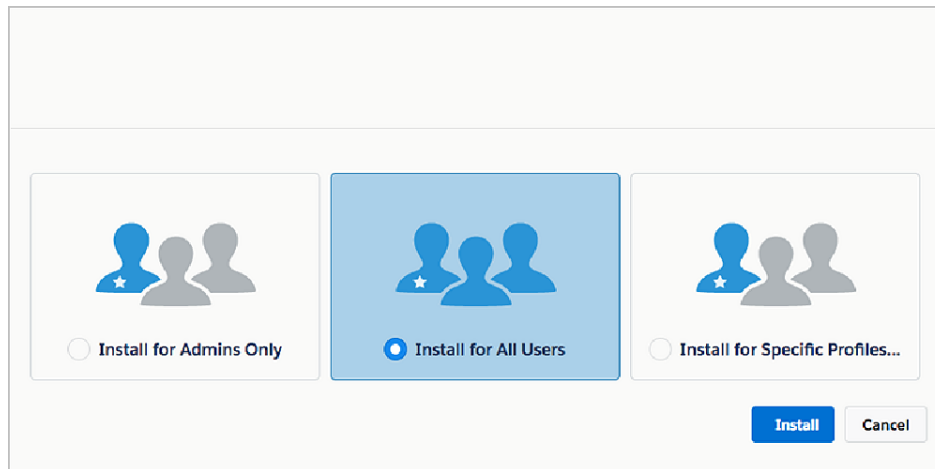 Install for Admins Only
Install for All Users
Install for Specific Profiles...
Install
Cancel